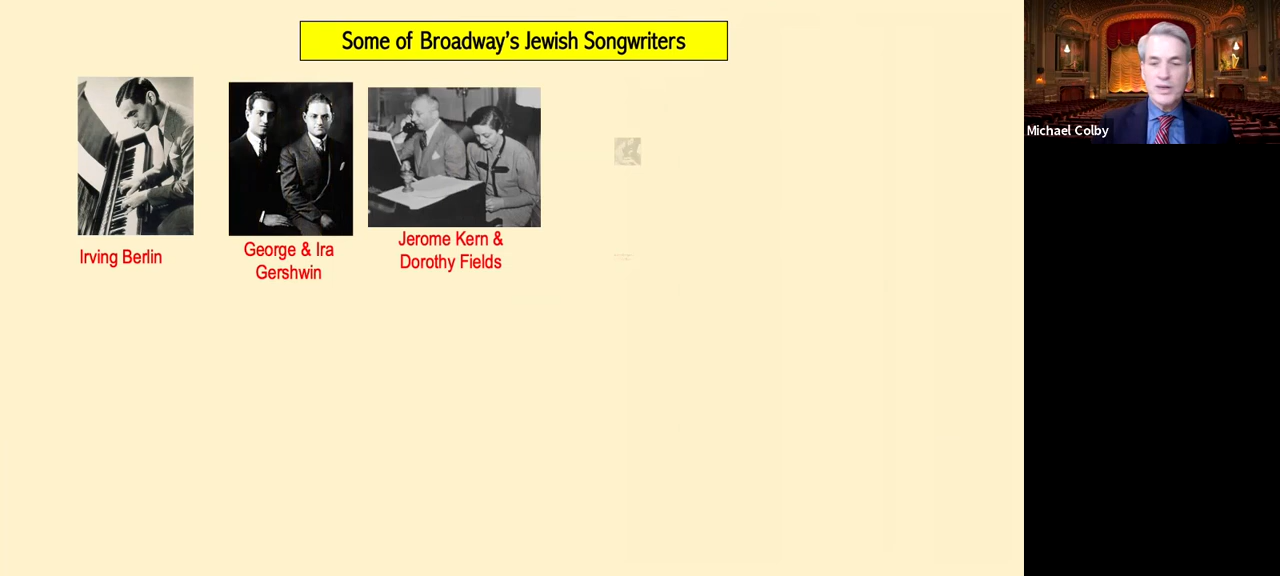 Some of Broadway's Jewish Songwriters
Michael Colby
Irving Berlin
George & Ira
Gershwin
Jerome Kern &
Dorothy Fields